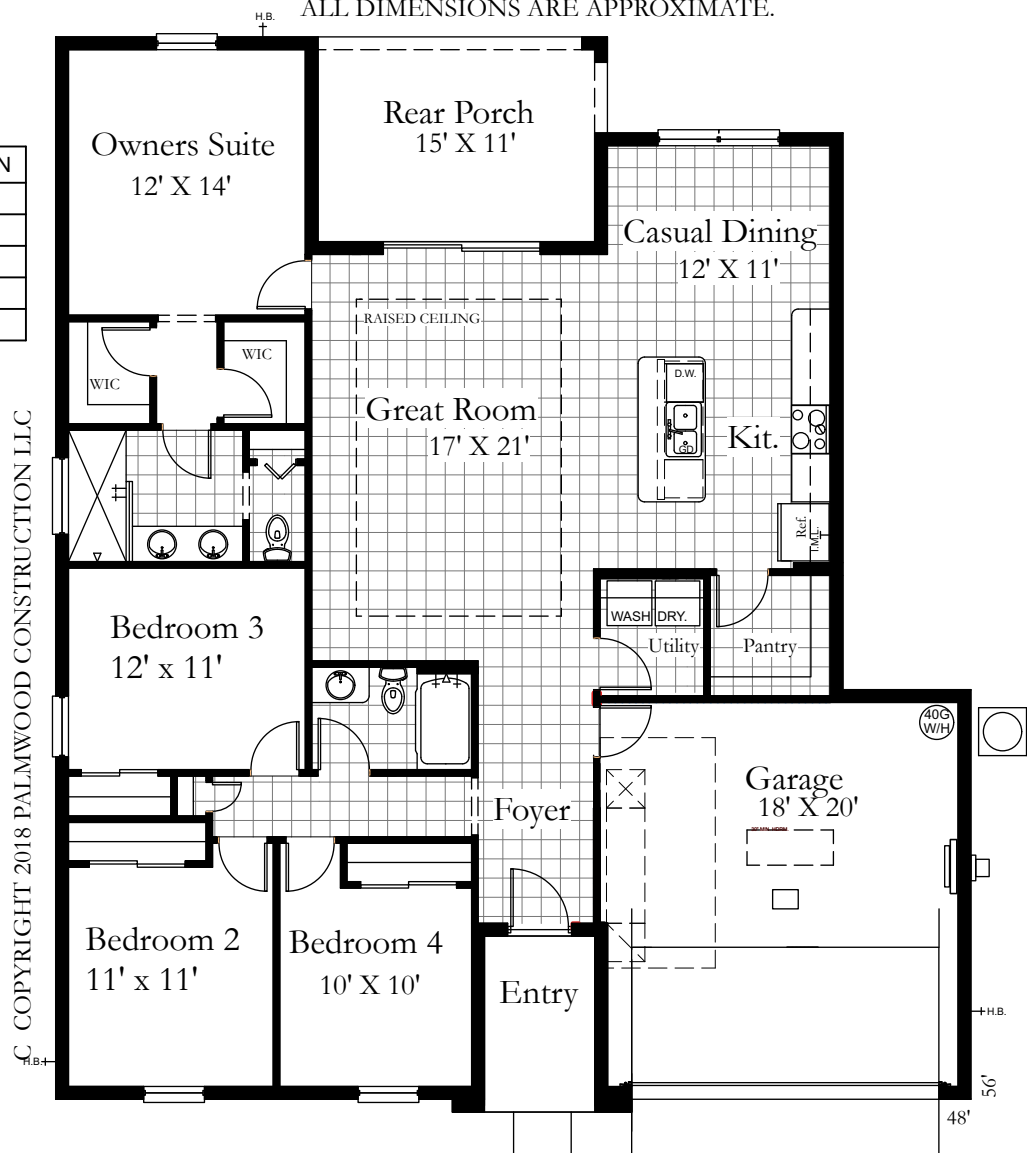 ALL DIMENSIONS ARE APPROXIMATE.
H.B.
N
Rear Porch
15' X 11'
Owners Suite
12' X 14'
Casual Dining
12' X 11'
RAISED CEILING
WIC
WIC
D.W.
Great Room
17' X 21'
Kit.
GD
Ref.
I.M.L.
Bedroom 3
12' x 11'
WASH
DRY.
Utility
Pantry
40G
W/H
Garage
18' X 20'
Foyer
Bedroom 2
11' x 11'
Bedroom 4
10' X 10'
Entry
H.B.
H.B.
56'
48'
C COPYRIGHT 2018 PALMWOOD CONSTRUCTION LLC